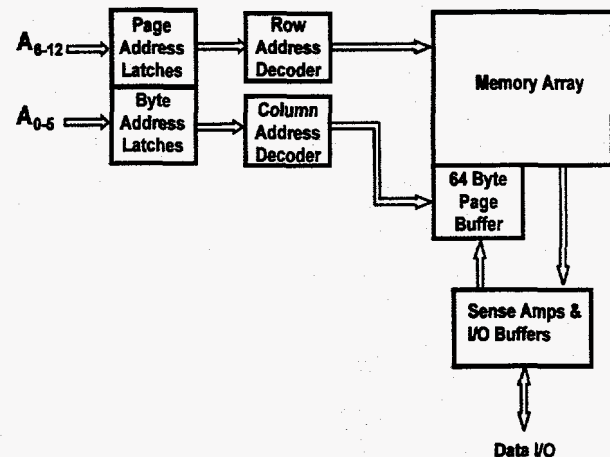 A6-12
Page
Address
Latches
Row
Address
Decoder
Memory Array
A0-5
Byte
Address
Latches
Column
Address
Decoder
64 Byte
Page
Buffer
Sense Amps &
I/O Buffers
Data I/O